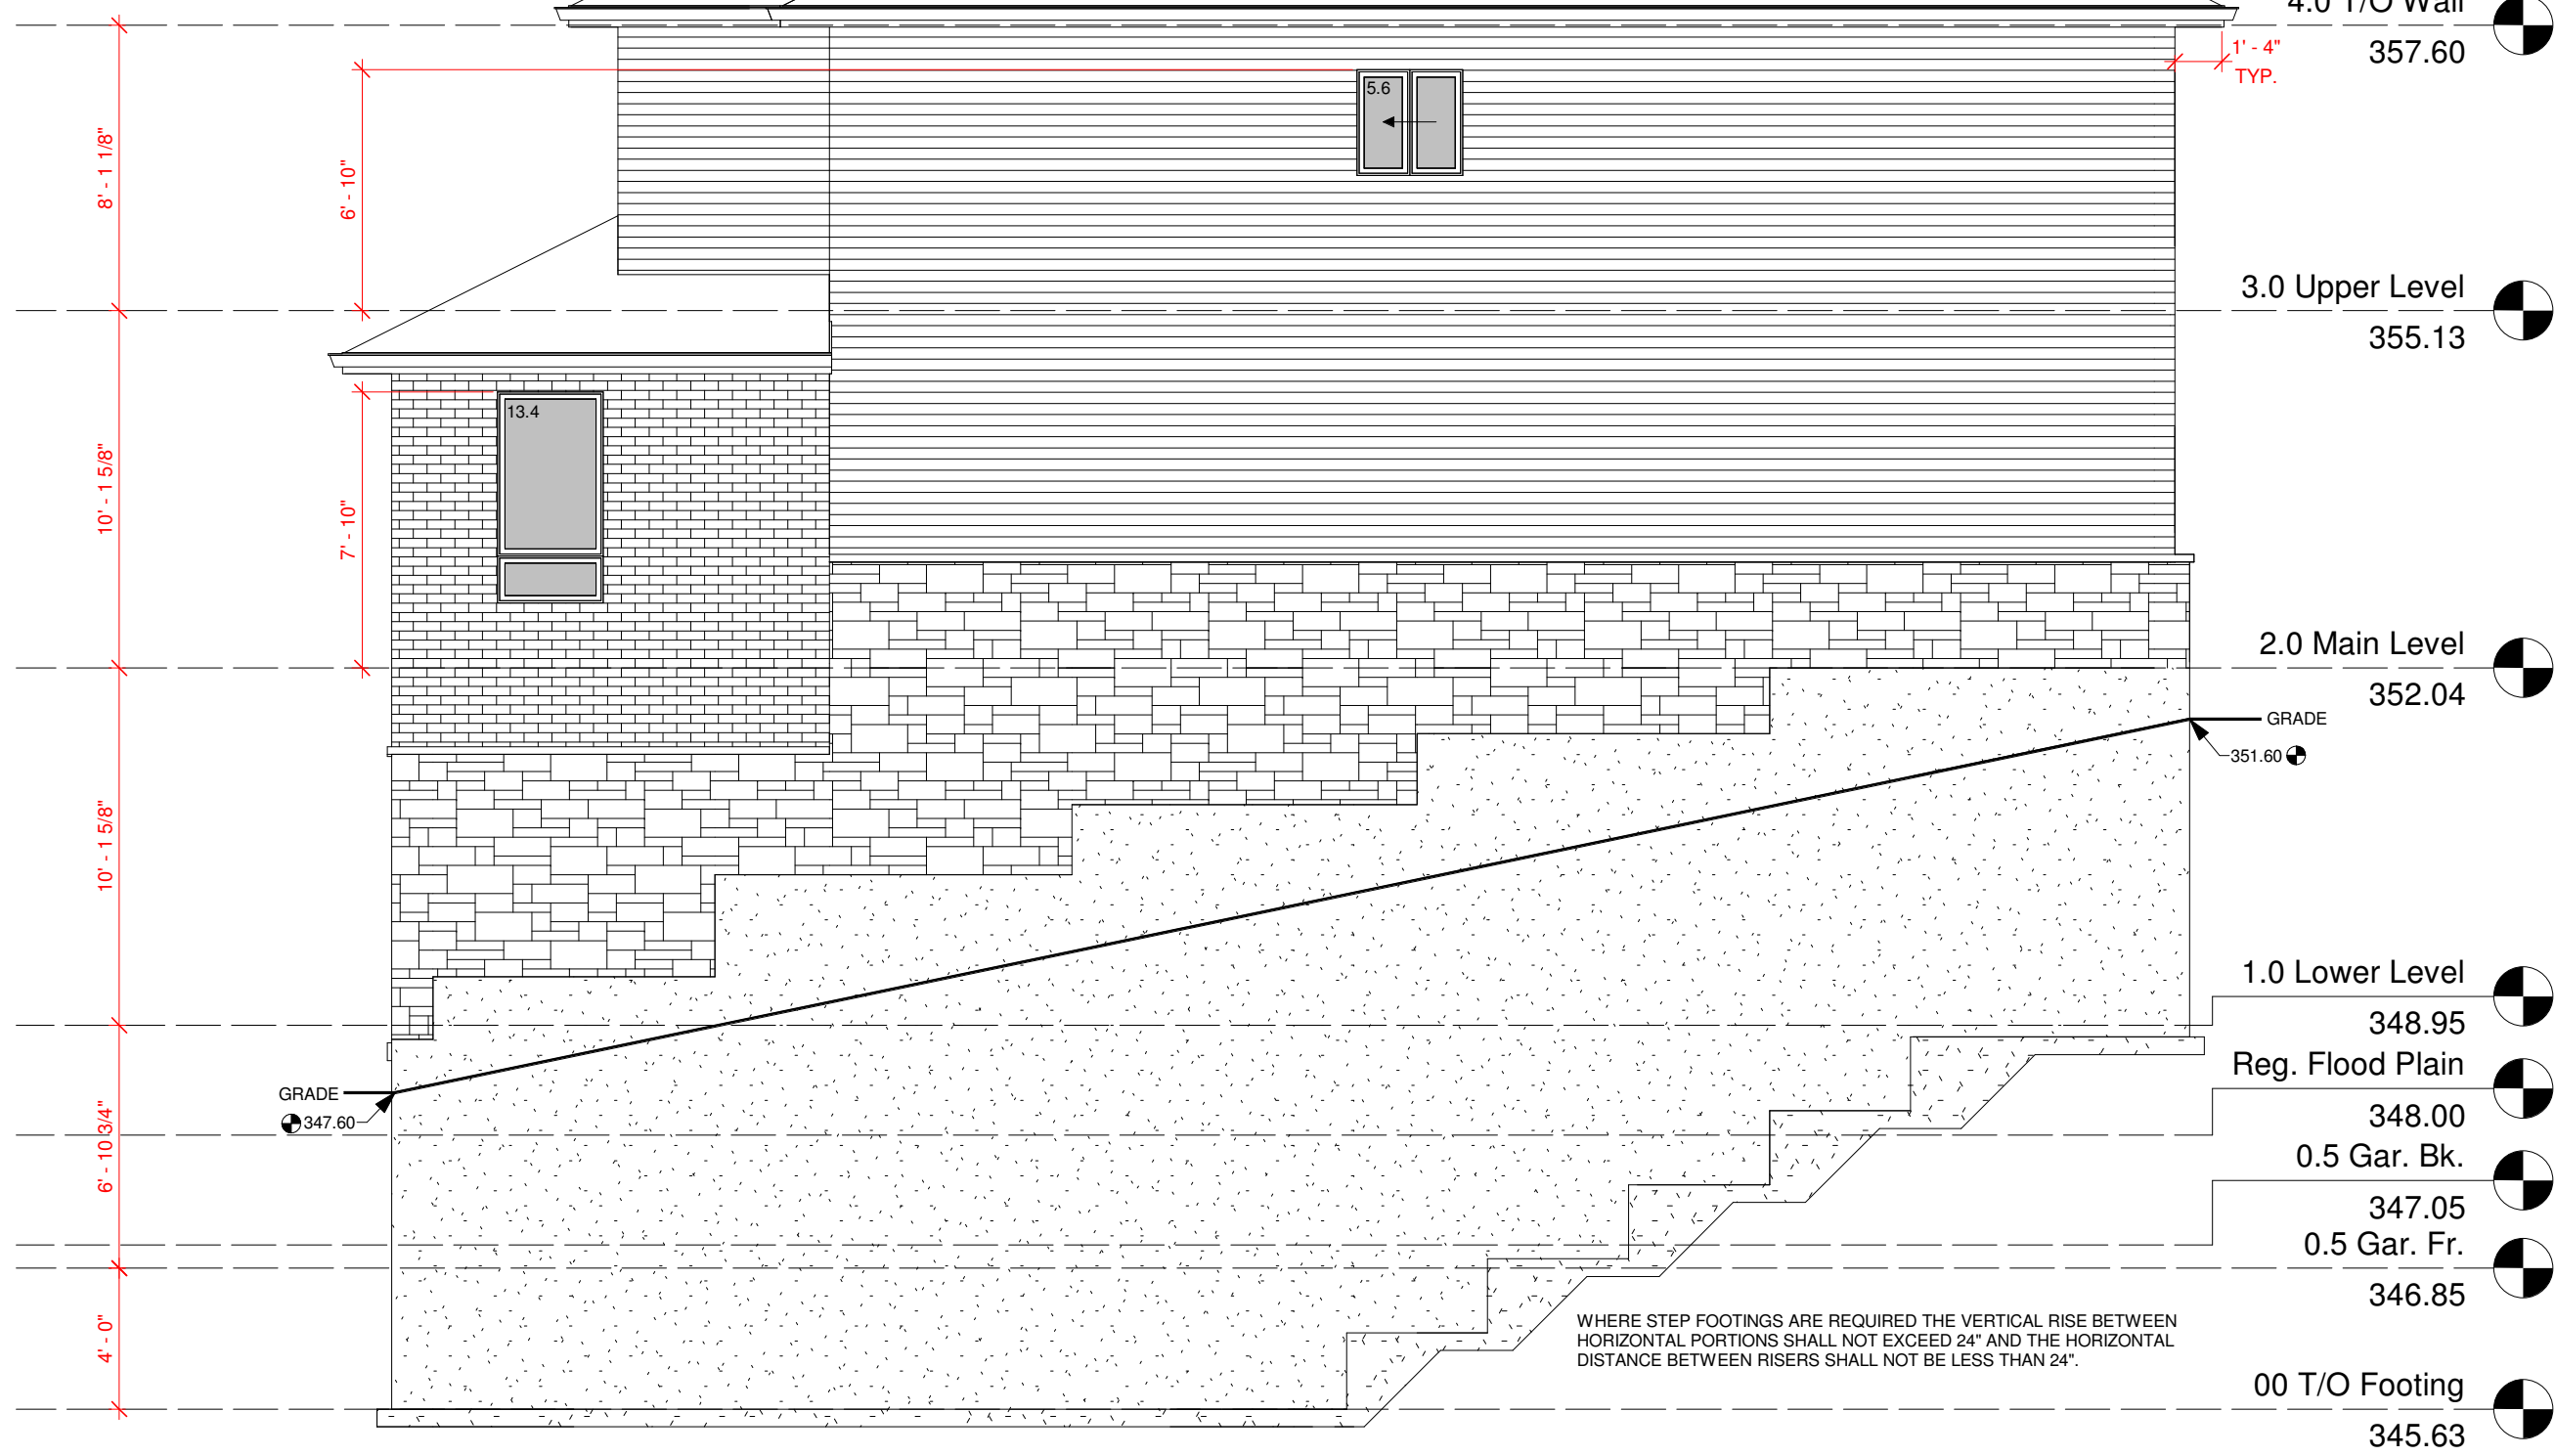 4.0 T/O Wall
357.60
1' - 4"
TYP.
5.6
8' - 1 1/8"
6' - 10"
3.0 Upper Level
355.13
13.4
10' - 1 5/8"
7' - 10"
2.0 Main Level
352.04
GRADE
351.60
10' - 1 5/8"
1.0 Lower Level
348.95
Reg. Flood Plain
348.00
GRADE
347.60
6' - 10 3/4"
0.5 Gar. Bk.
347.05
0.5 Gar. Fr.
346.85
4' - 0"
WHERE STEP FOOTINGS ARE REQUIRED THE VERTICAL RISE BETWEEN
HORIZONTAL PORTIONS SHALL NOT EXCEED 24" AND THE HORIZONTAL
DISTANCE BETWEEN RISERS SHALL NOT BE LESS THAN 24".
00 T/O Footing
345.63